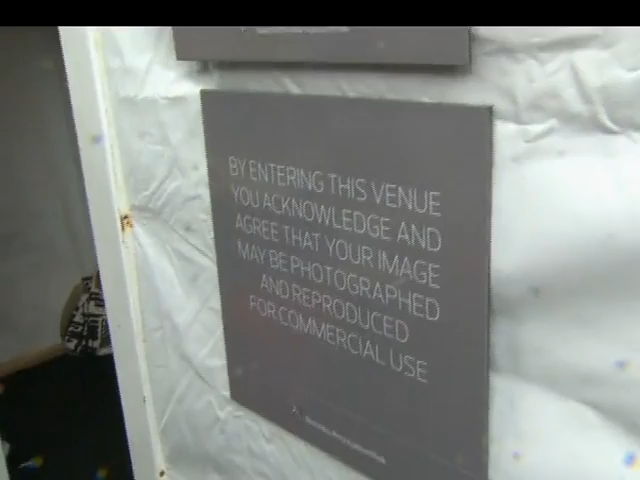 BY ENTERING THIS VENUE
YOU ACKNOWLEDGE AND
AGREE THAT YOUR IMAGE
MAY BE PHOTOGRAPHED
AND REPRODUCED
FOR COMMERCIAL USE